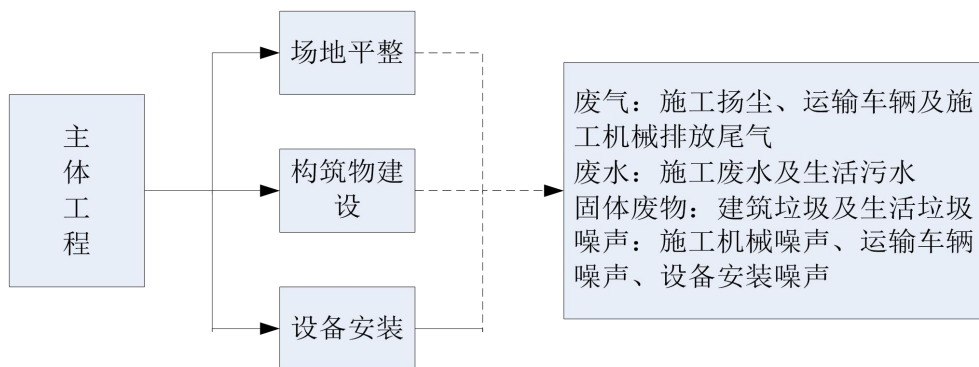 主
体
工
程
场地平整
构筑物建
设
设备安装
废气：施工扬尘、运输车辆及施
工机械排放尾气
废水：施工废水及生活污水
固体废物：建筑垃圾及生活垃圾
噪声：施工机械噪声、运输车辆
噪声、设备安装噪声